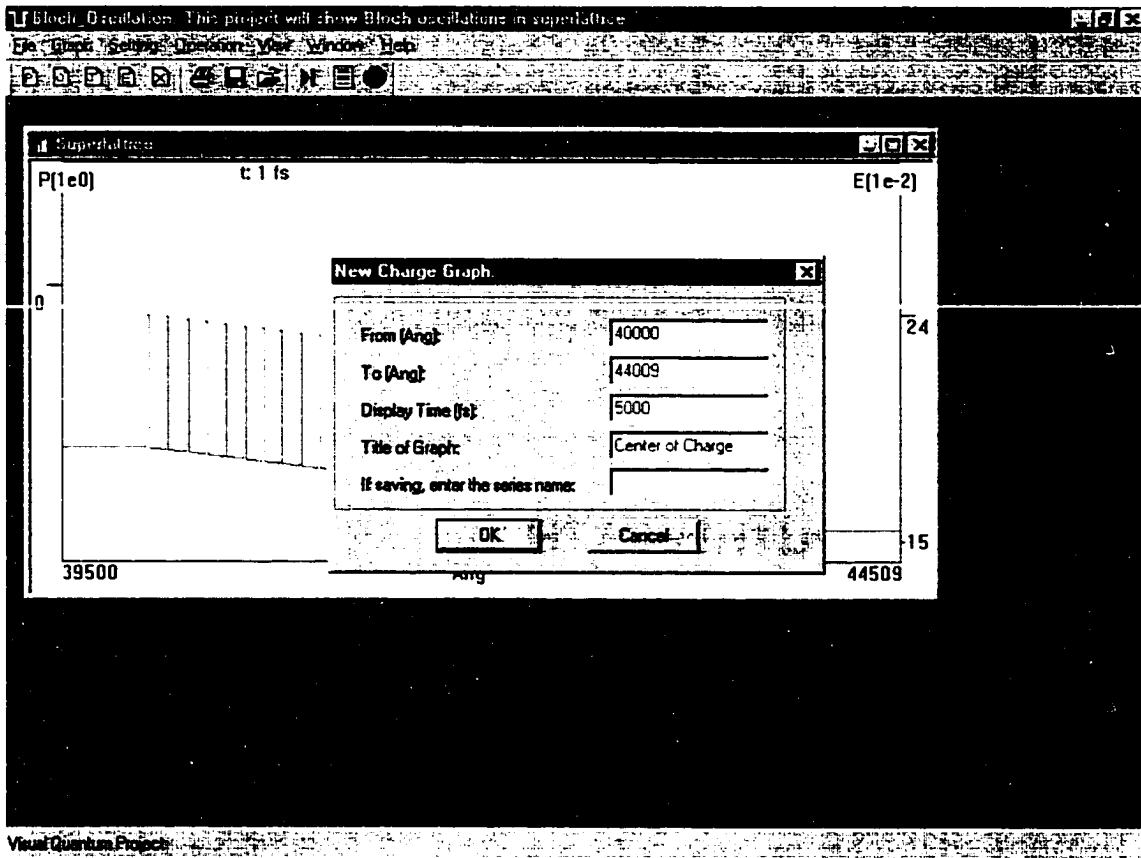 Bloch_Oscillation. This project will show Bloch oscillations in superlattice
File Graph Setting Operation View Window Help
Superlattice
P[1e0]
t: 1 fs
E[1e-2]
0
24
-15
39500
Ang
44509
New Charge Graph.
From [Ang]:
40000
To [Ang]:
44009
Display Time [fs]:
5000
Title of Graph:
Center of Charge
If saving, enter the series name:
OK
Cancel
Visual Quantum Project